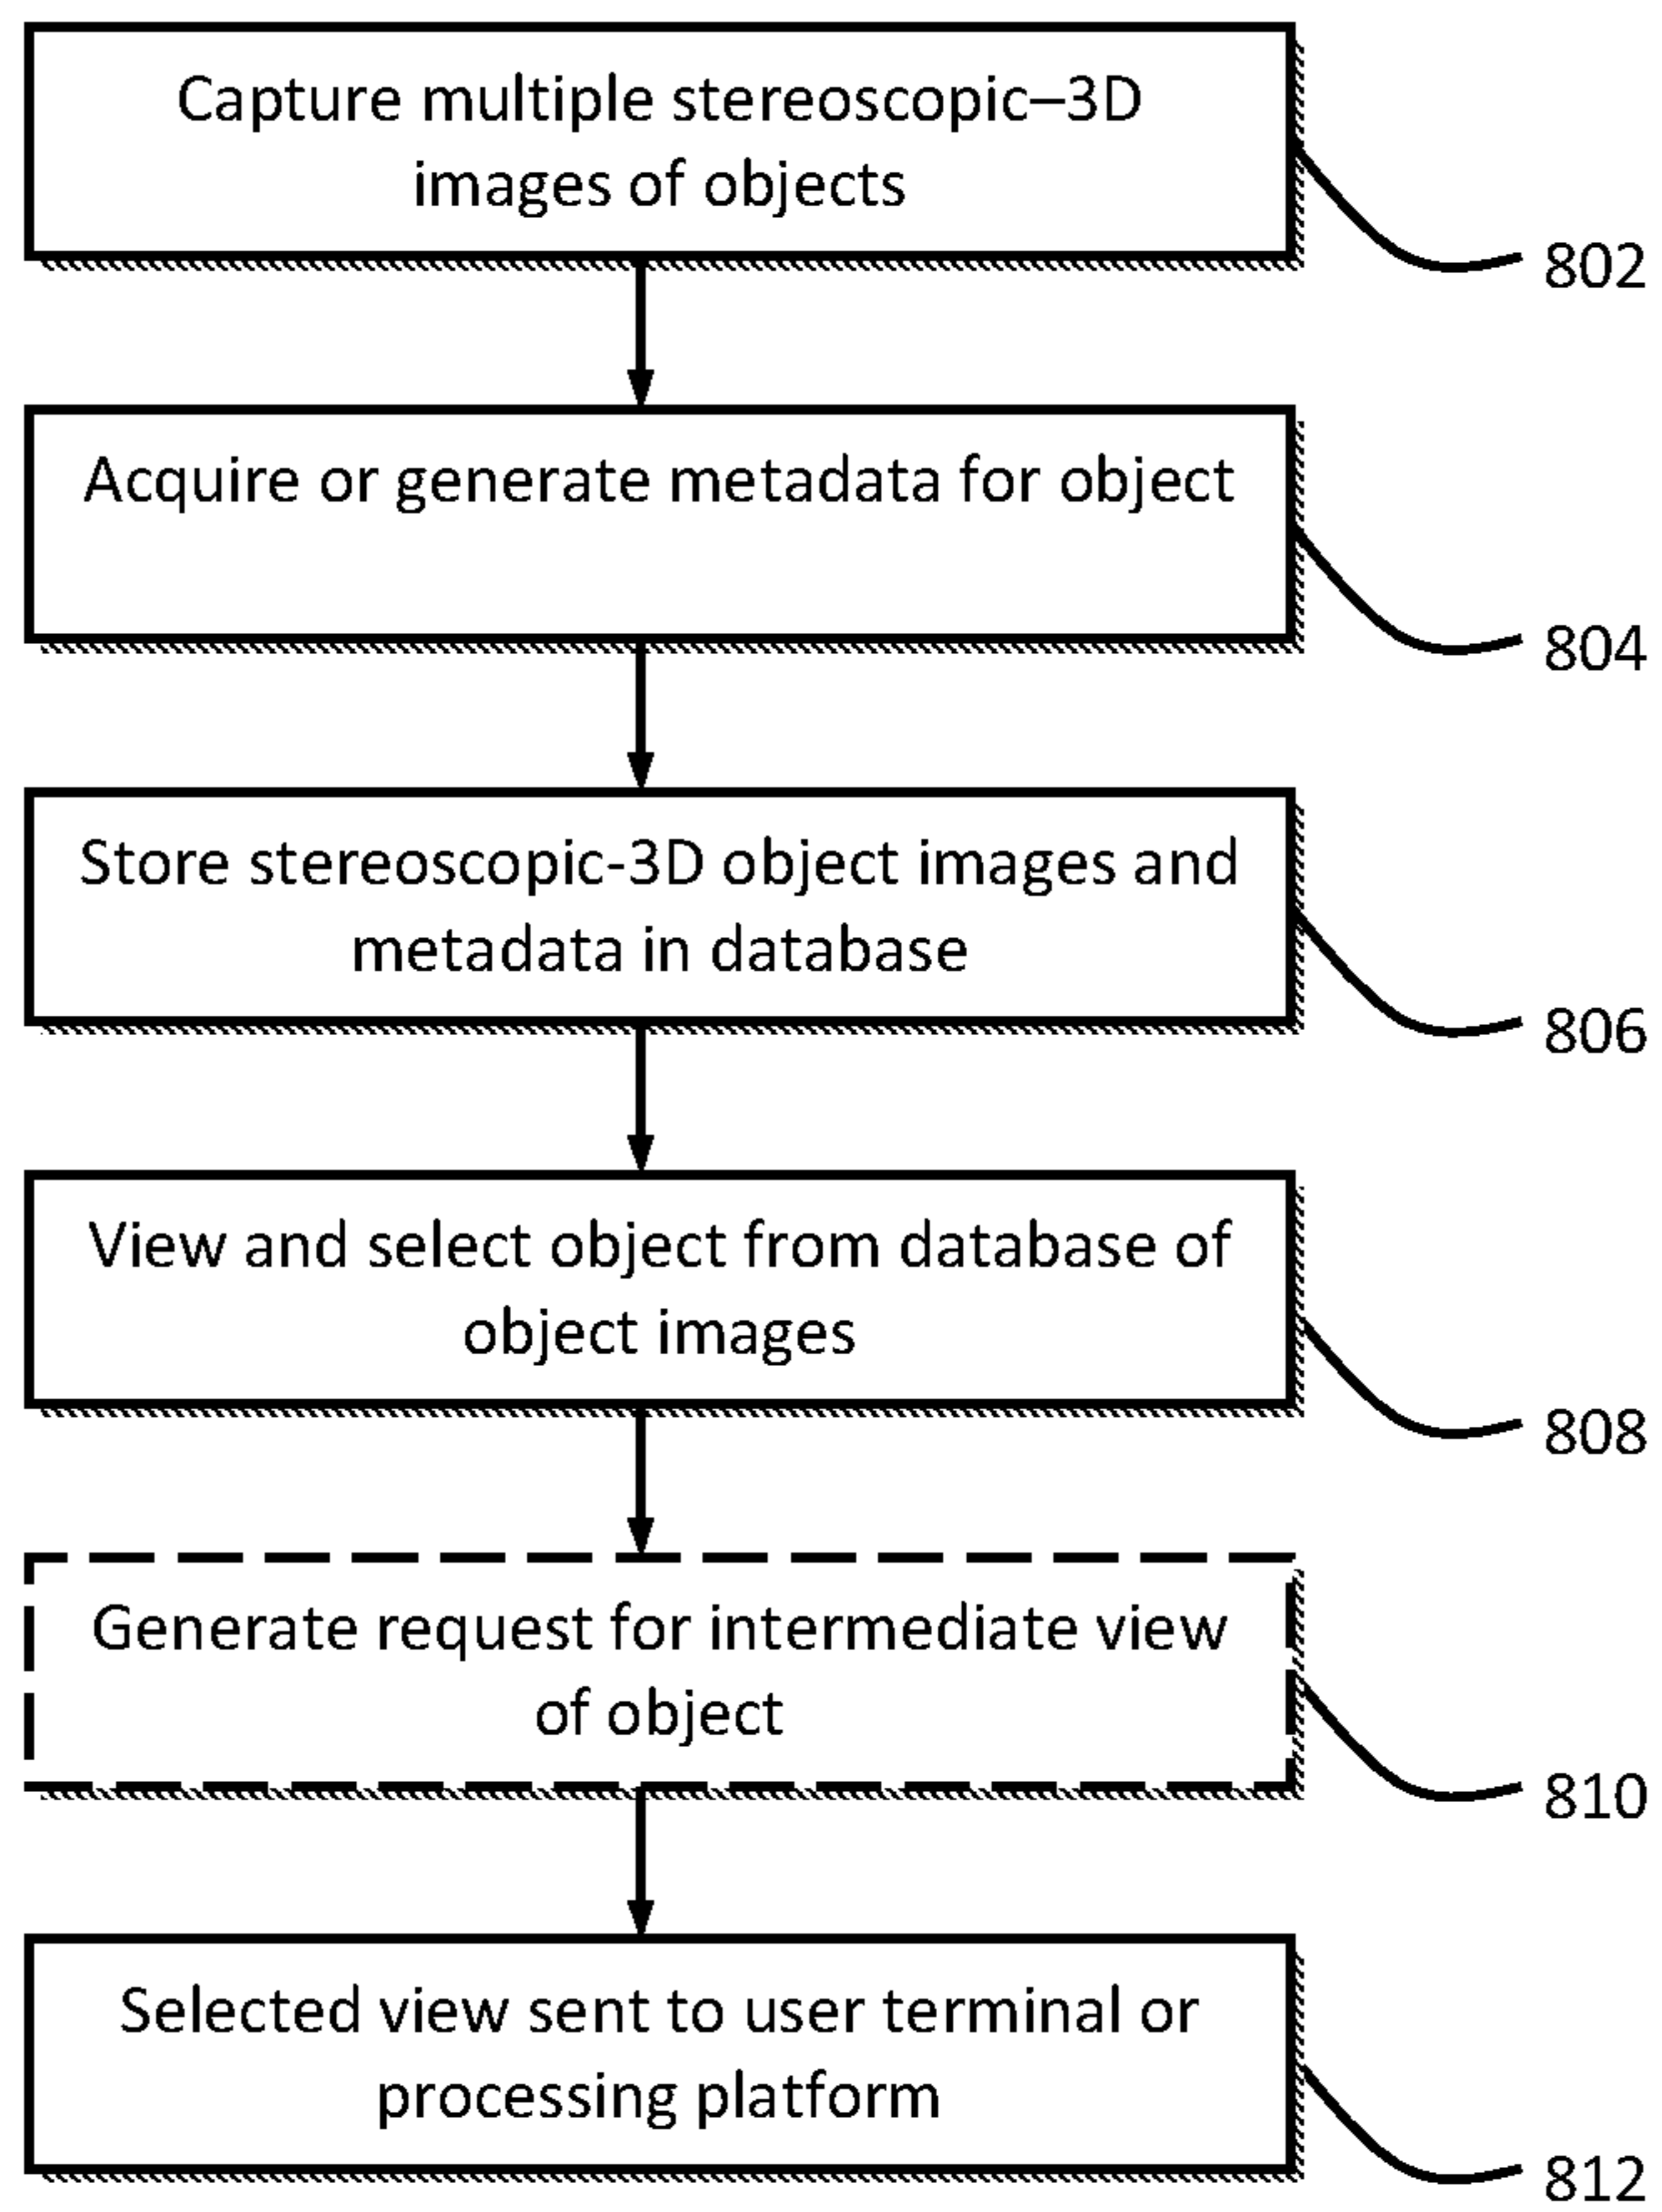 Capture multiple stereoscopic–3D
images of objects
802
Acquire or generate metadata for object
804
Store stereoscopic-3D object images and
metadata in database
806
View and select object from database of
object images
808
Generate request for intermediate view
of object
810
Selected view sent to user terminal or
processing platform
812